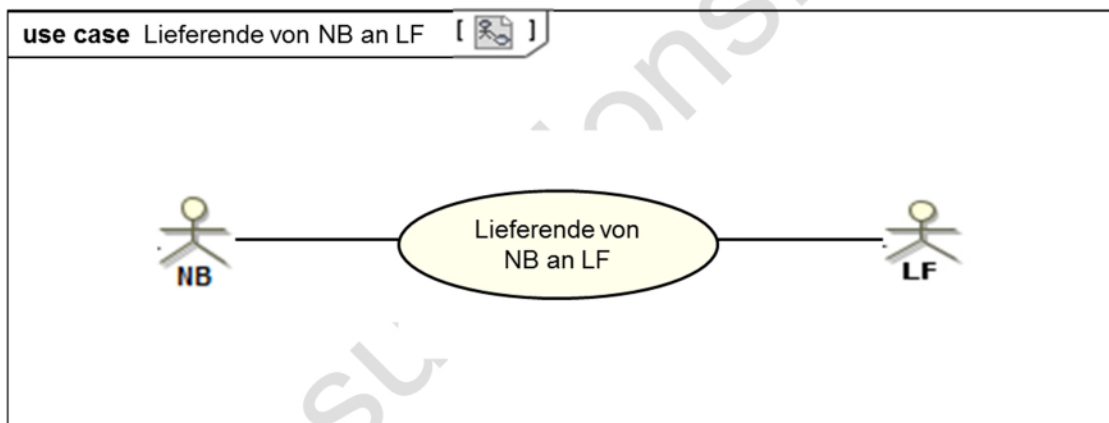 use case Lieferende von NB an LF [ ]
Lieferende von
NB an LF
NB
LF